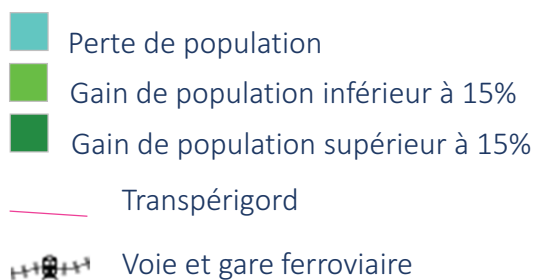 Perte de population
Gain de population inférieur à 15%
Gain de population supérieur à 15%
Transpérigord
Voie et gare ferroviaire